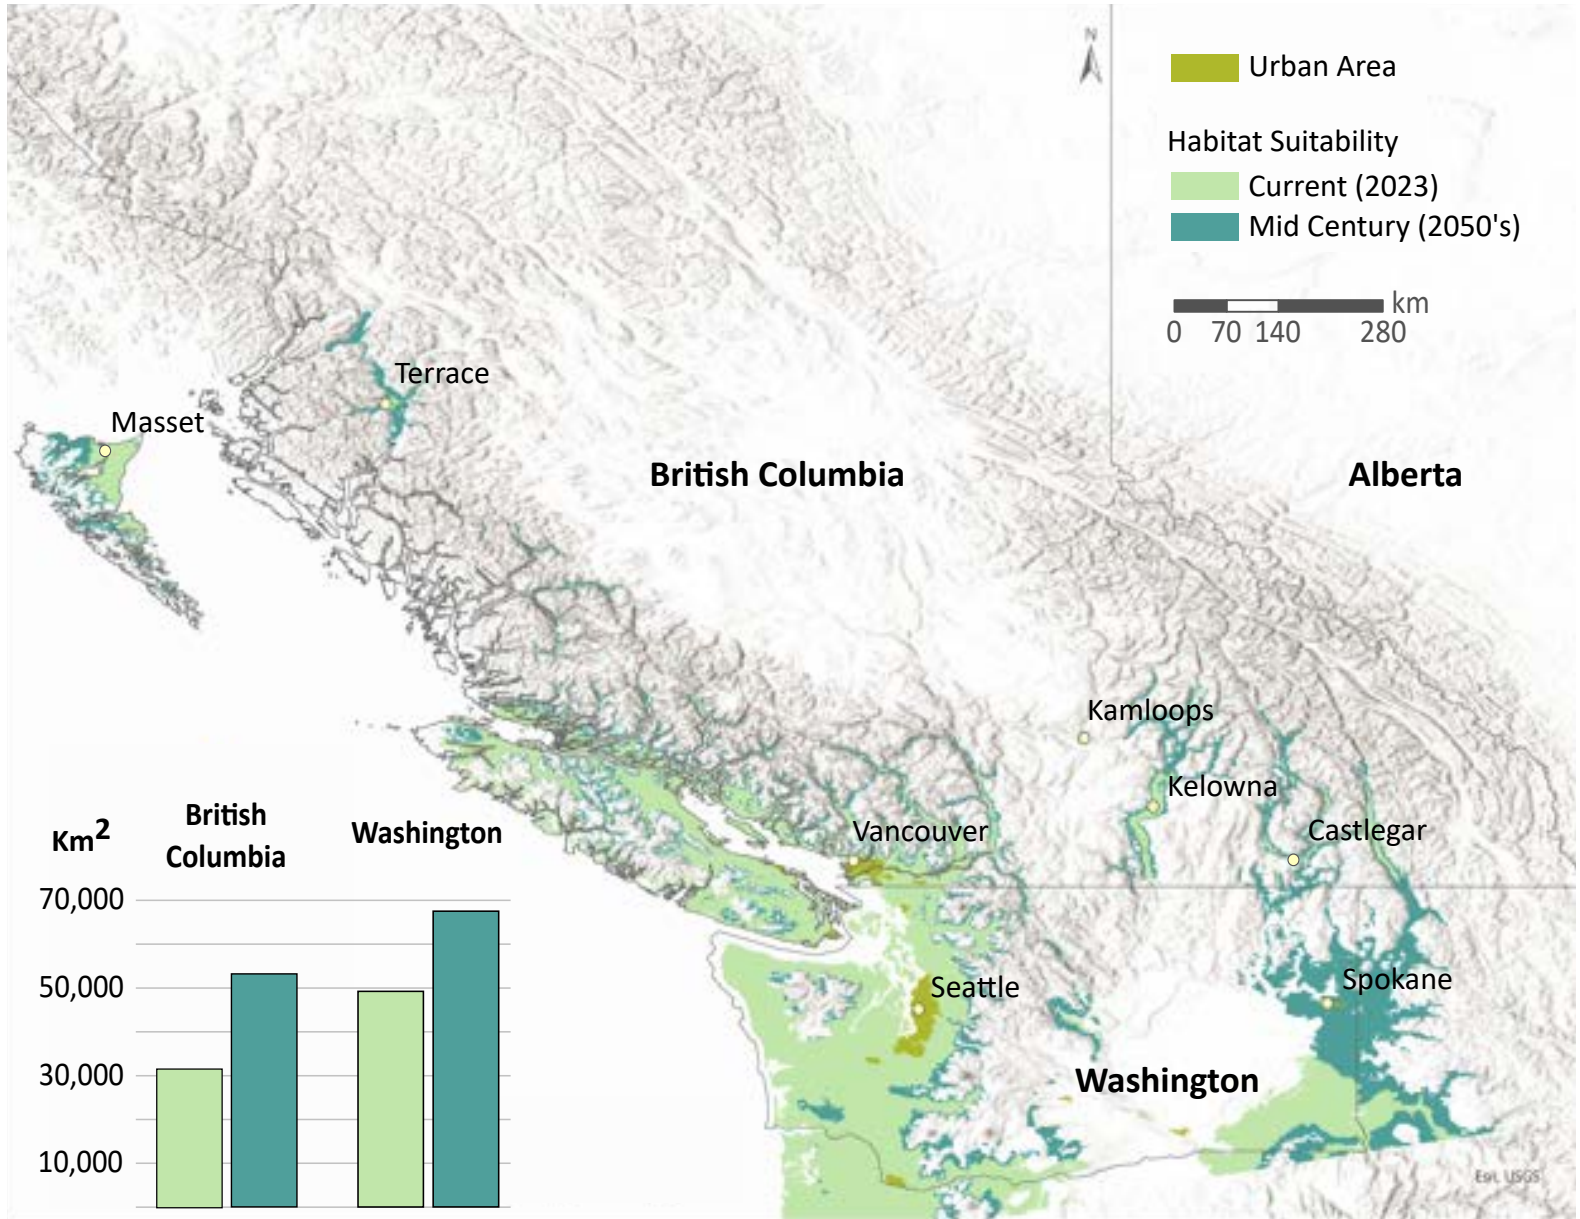 N
Urban Area
Habitat Suitability
Current (2023)
Mid Century (2050's)
km
0 70 140 280
Terrace
Masset
British Columbia
Alberta
Kamloops
Kelowna
Vancouver
Castlegar
Seattle
Spokane
Washington
Km²
British
Columbia
Washington
70,000
50,000
30,000
10,000
Esri, USGS